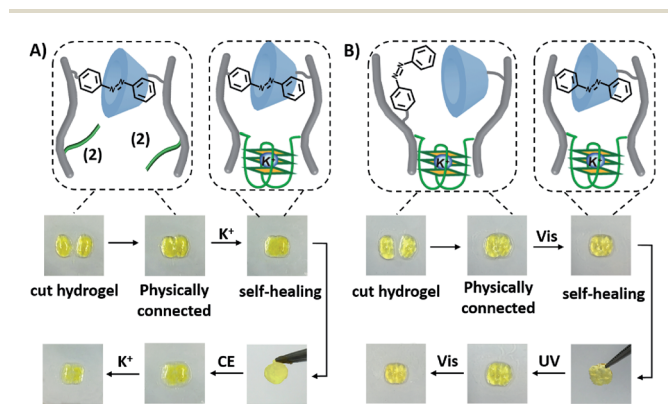 A)
B)
N
N
N
N
N
N
N
N
(2)
(2)
K⁺
K⁺
K⁺
K⁺
Vis
cut hydrogel
Physically
connected
self-healing
cut hydrogel
Physically
connected
self-healing
K⁺
CE
Vis
UV